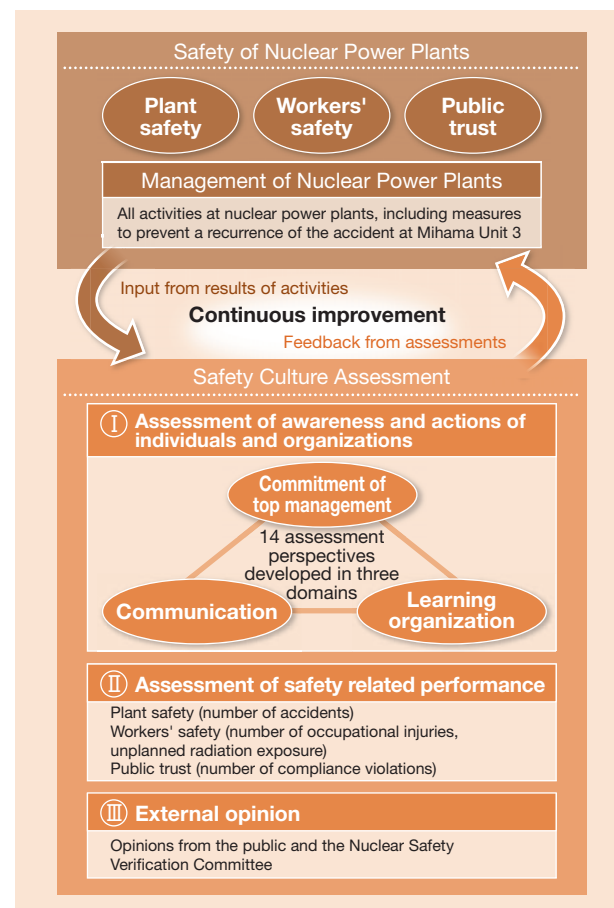 Safety of Nuclear Power Plants
Plant
safety
Workers'
safety
Public
trust
Management of Nuclear Power Plants
All activities at nuclear power plants, including measures
to prevent a recurrence of the accident at Mihama Unit 3
Input from results of activities
Continuous improvement
Feedback from assessments
Safety Culture Assessment
Ⅰ Assessment of awareness and actions of
individuals and organizations
Commitment of
top management
14 assessment
perspectives
developed in three
domains
Communication
Learning
organization
Ⅱ Assessment of safety related performance
Plant safety (number of accidents)
Workers' safety (number of occupational injuries,
unplanned radiation exposure)
Public trust (number of compliance violations)
Ⅲ External opinion
Opinions from the public and the Nuclear Safety
Verification Committee